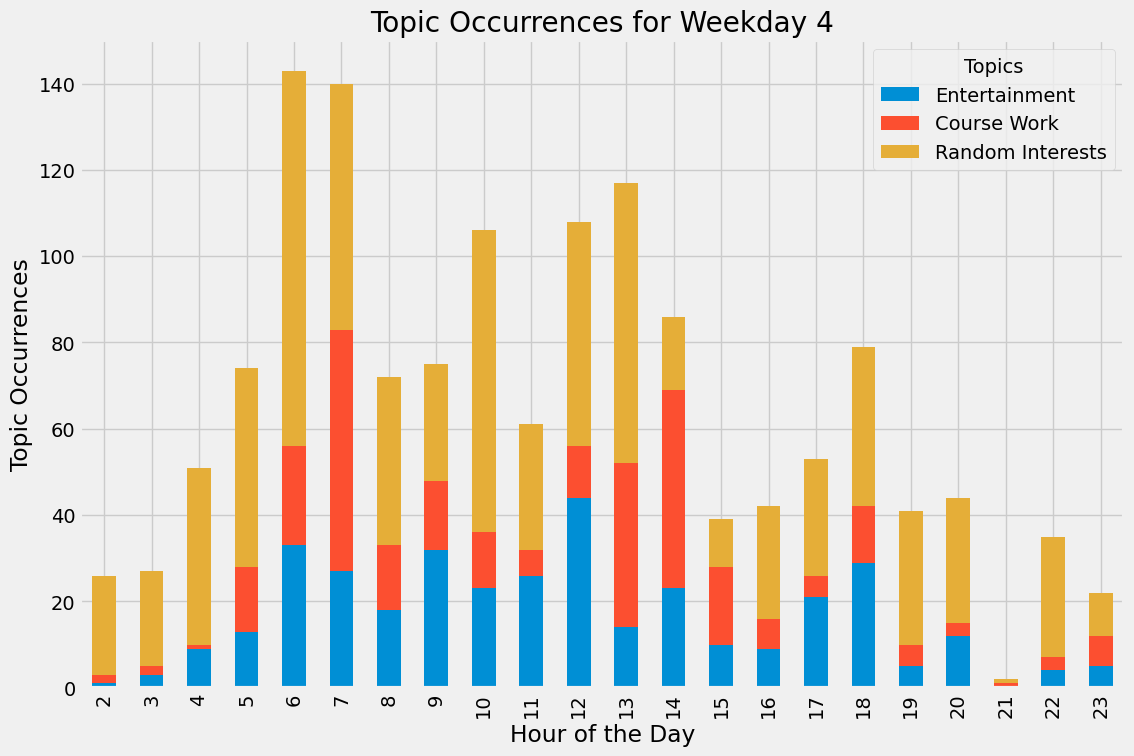 Topic Occurrences for Weekday 4
Topics
Entertainment
Course Work
Random Interests
Topic Occurrences
140
120
100
80
60
40
20
0
2 3 4 5 6 7 8 9 10 11 12 13 14 15 16 17 18 19 20 21 22 23
Hour of the Day